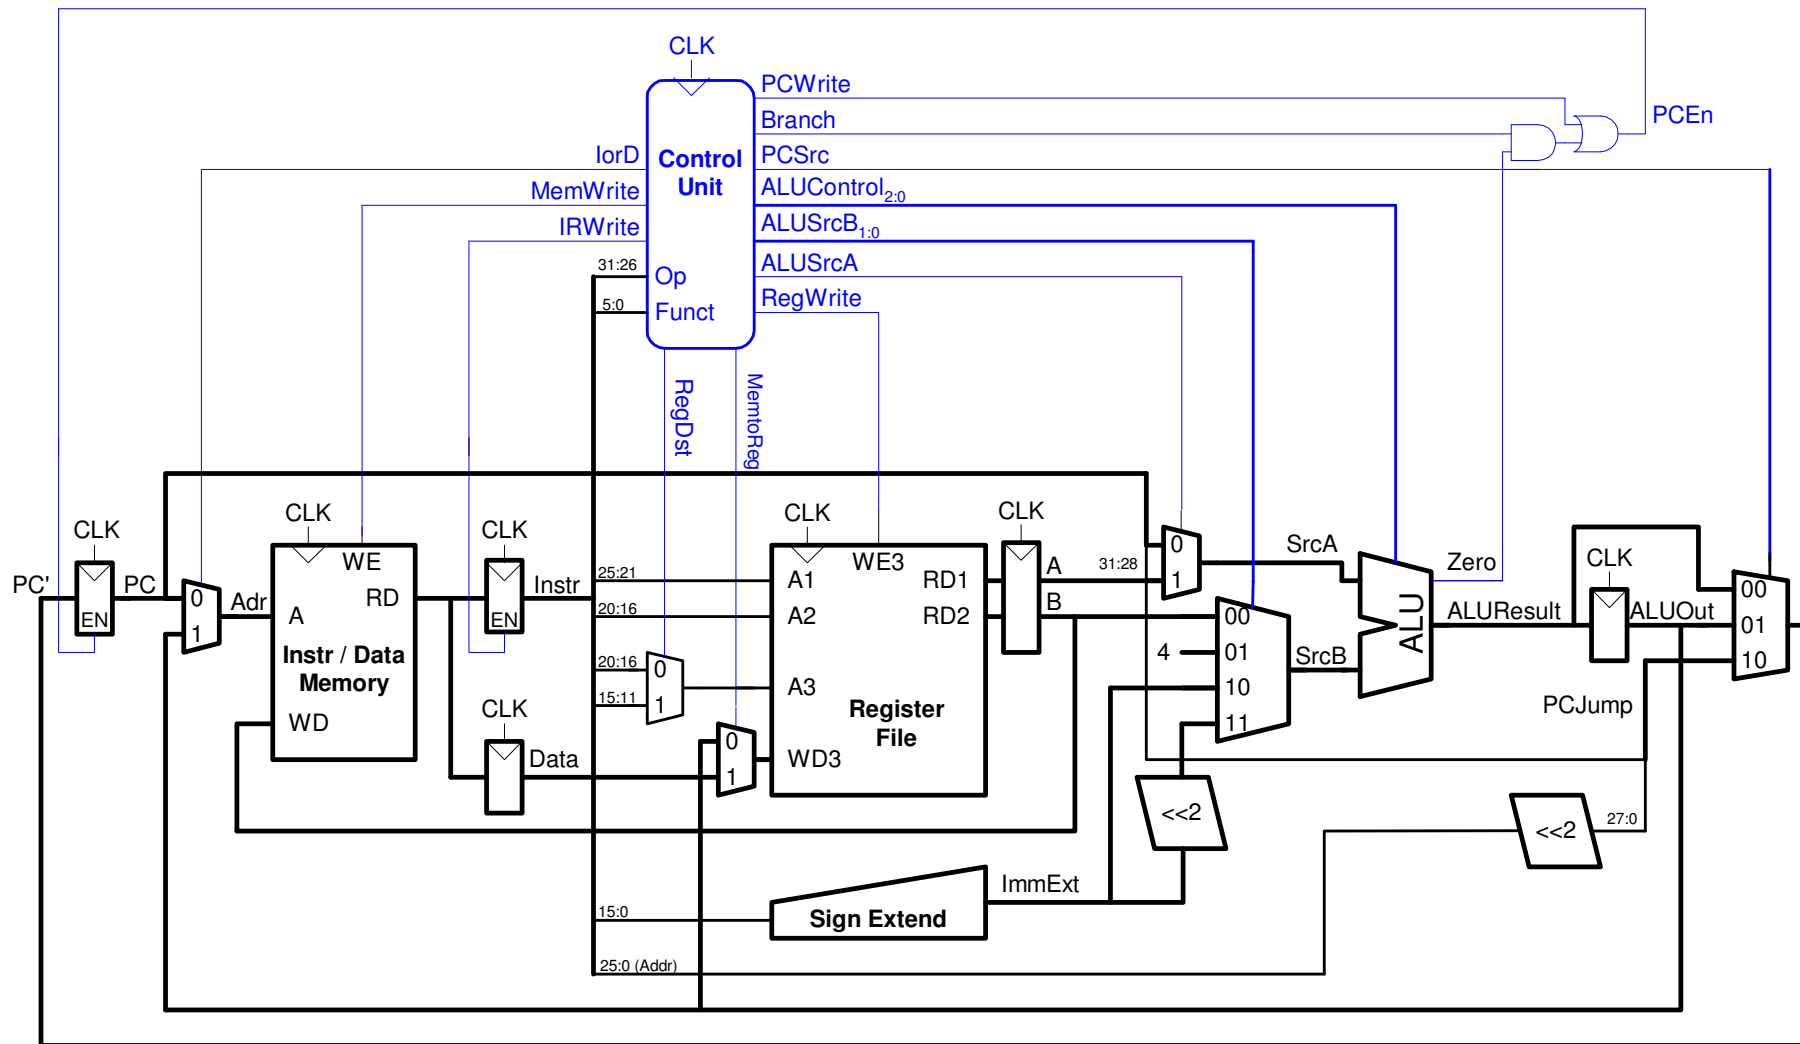 CLK
PCWrite
Branch
PCEn
IorD
PCSrc
Control
Unit
MemWrite
ALUControl2:0
IRWrite
ALUSrcB1:0
31:26
Op
ALUSrcA
5:0
Funct
RegWrite
RegDst
MemtoReg
CLK
CLK
CLK
CLK
CLK
CLK
PC'
EN
PC
0
1
Adr
WE
A
RD
Instr / Data
Memory
WD
EN
Instr
CLK
Data
25:21
20:16
20:16
15:11
0
1
0
1
A1
A2
A3
WD3
WE3
RD1
RD2
Register
File
A
B
31:28
0
1
SrcA
00
01
10
11
4
SrcB
ALU
Zero
ALUResult
ALUOut
00
01
10
PCJump
<<2
<<2
27:0
ImmExt
15:0
Sign Extend
25:0 (Addr)